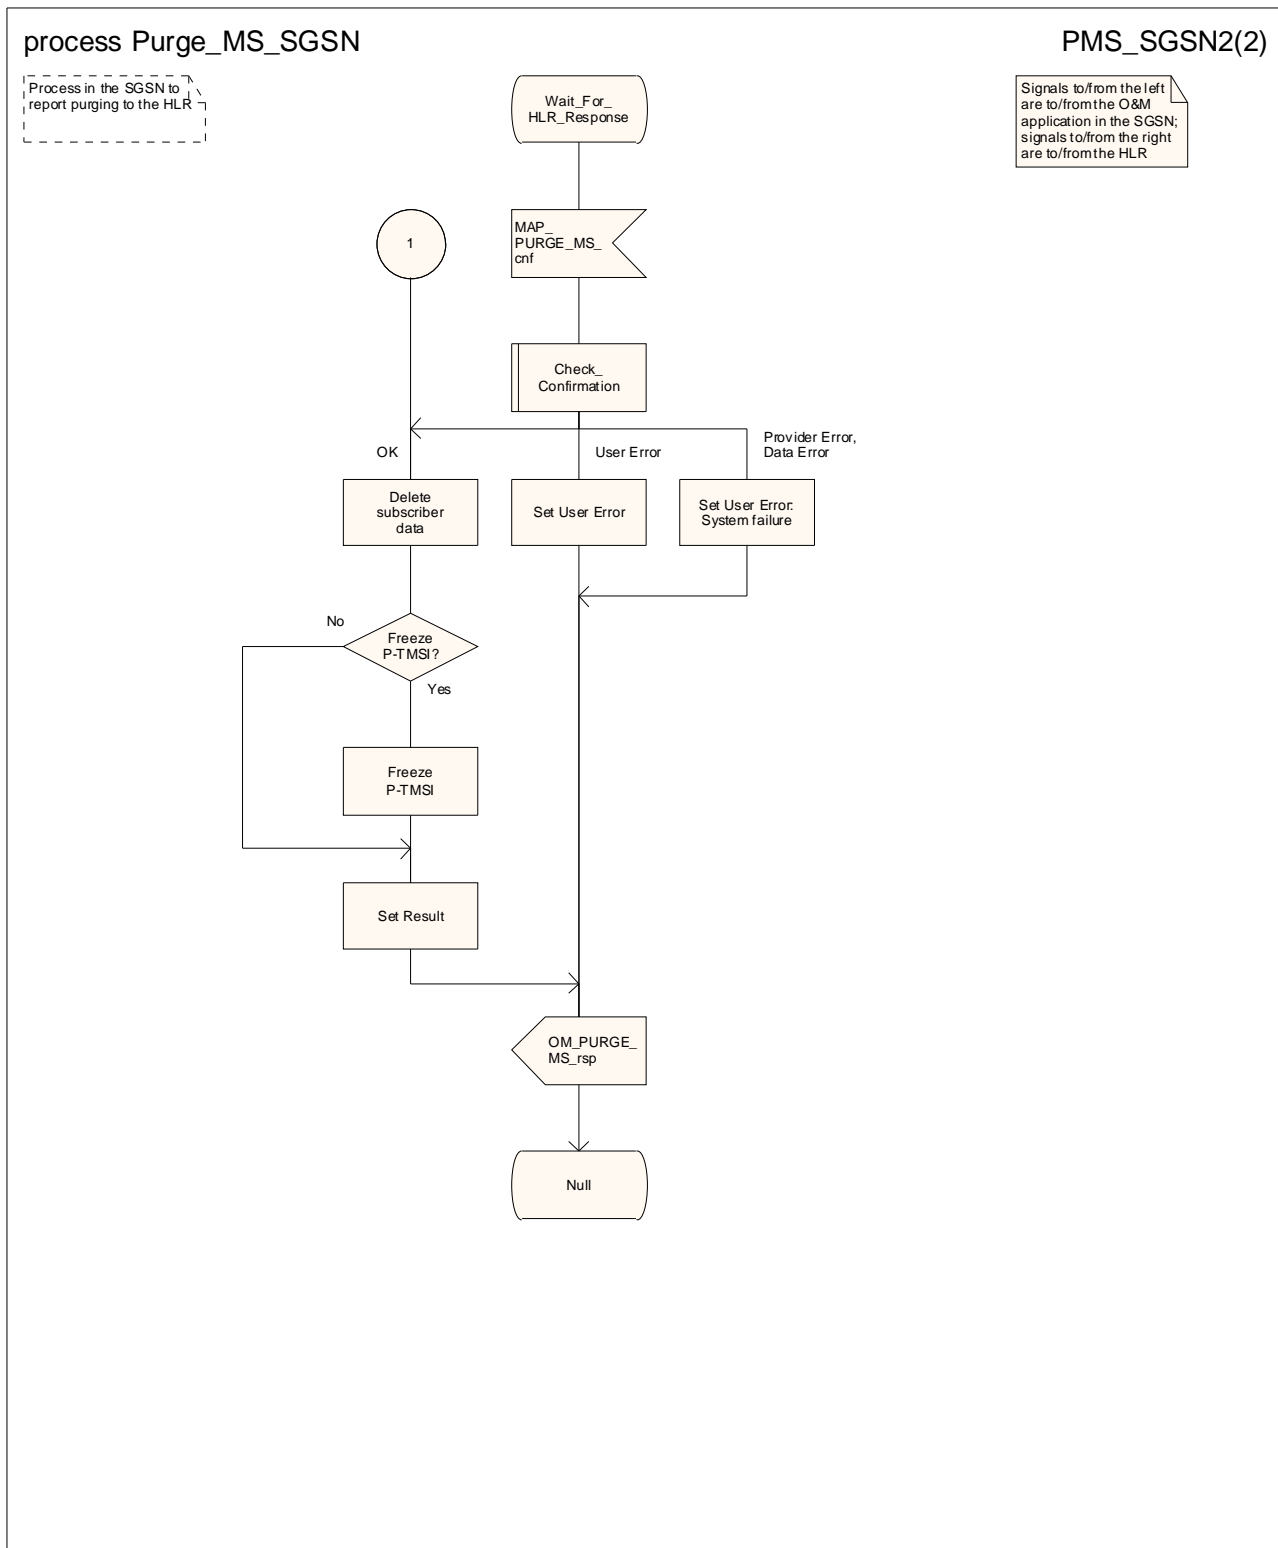 process Purge_MS_SGSN
PMS_SGSN2(2)
Process in the SGSN to
report purging to the HLR
Wait_For_
HLR_Response
Signals to/from the left
are to/from the O&M
application in the SGSN;
signals to/from the right
are to/from the HLR
1
MAP_
PURGE_MS_
cnf
Check_
Confirmation
OK
User Error
Provider Error,
Data Error
Delete
subscriber
data
Set User Error
Set User Error:
System failure
No
Freeze
P-TMSI?
Yes
Freeze
P-TMSI
Set Result
OM_PURGE_
MS_rsp
Null